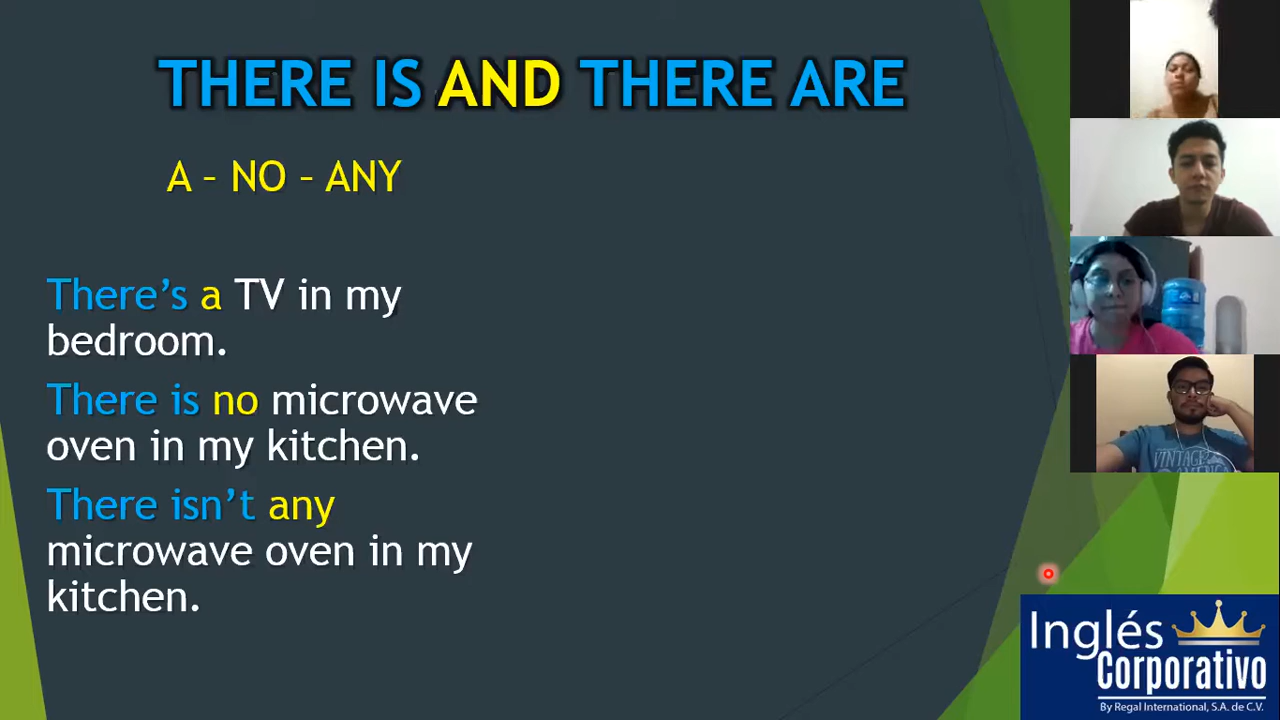 THERE IS AND THERE ARE
A – NO – ANY
There’s a TV in my
bedroom.
There is no microwave
oven in my kitchen.
There isn’t any
microwave oven in my
kitchen.
VINTAGE
Inglés
Corporativo
By Regal International, S.A. de C.V.